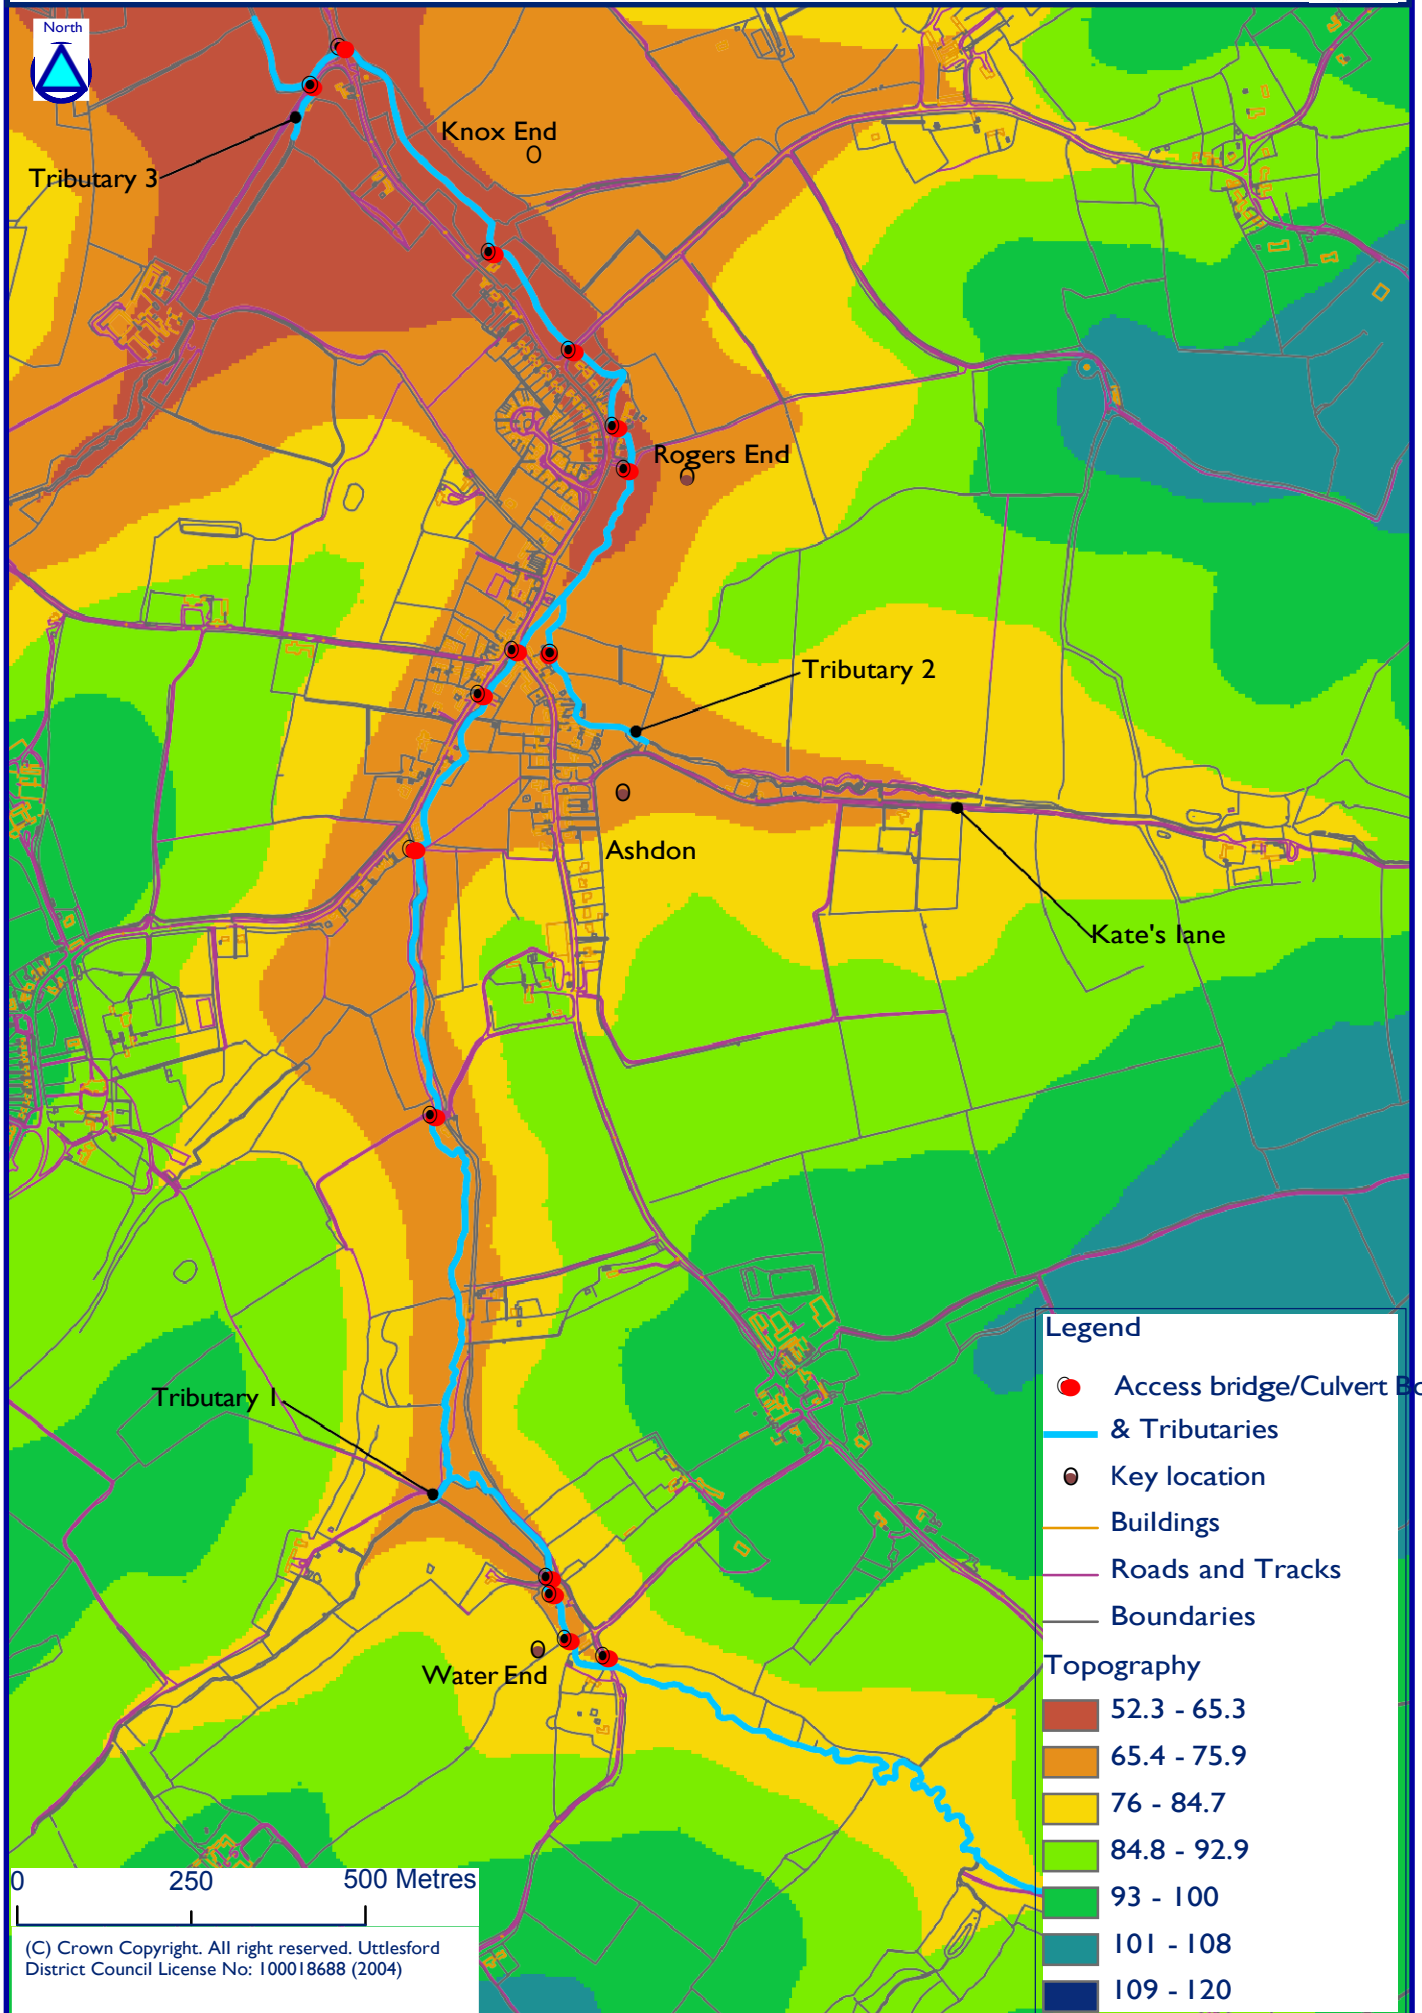 North
Knox End
Tributary 3
Rogers End
Tributary 2
Ashdon
Kate's lane
Tributary 1
Water End
Legend
Access bridge/Culvert Bo
& Tributaries
Key location
Buildings
Roads and Tracks
Boundaries
Topography
52.3 - 65.3
65.4 - 75.9
76 - 84.7
84.8 - 92.9
93 - 100
101 - 108
109 - 120
0 250 500 Metres
(C) Crown Copyright. All right reserved. Uttlesford
District Council License No: 100018688 (2004)